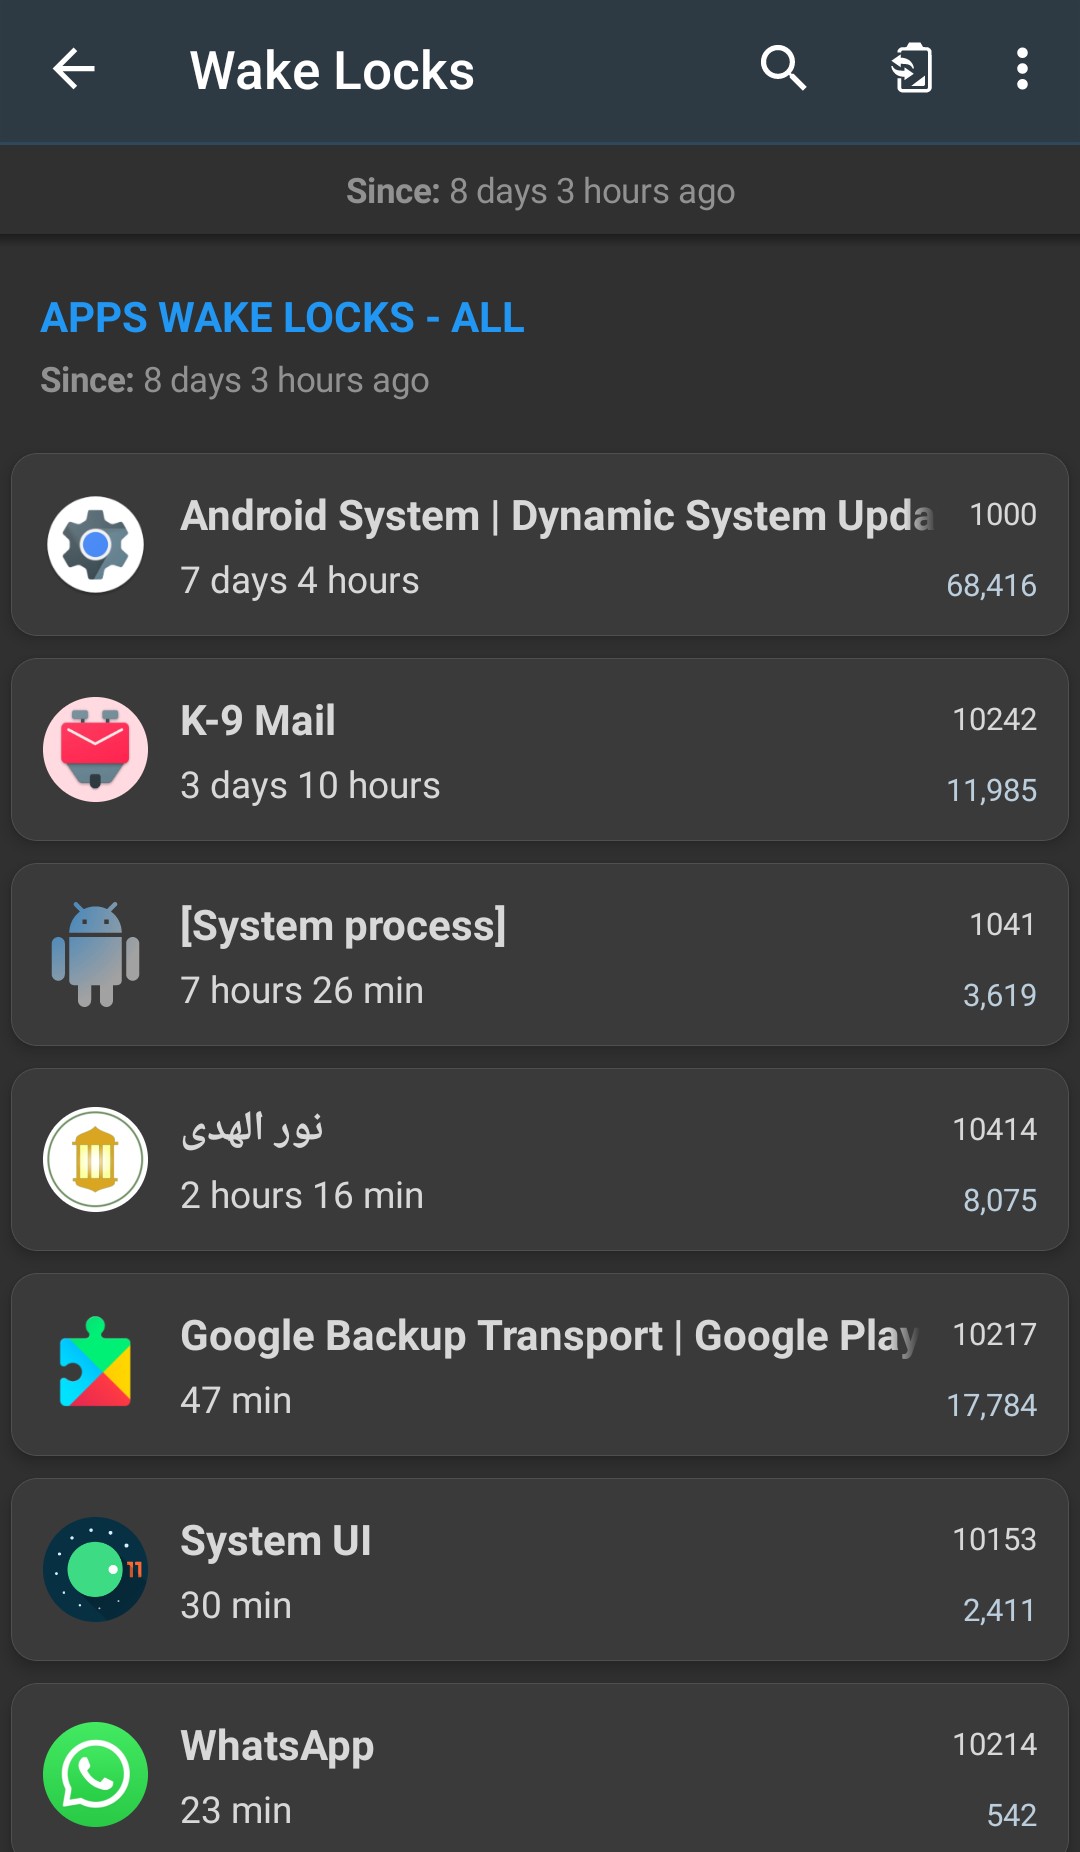 Wake Locks
Since: 8 days 3 hours ago
APPS WAKE LOCKS - ALL
Since: 8 days 3 hours ago
Android System | Dynamic System Upda 1000
7 days 4 hours 68,416
K-9 Mail 10242
3 days 10 hours 11,985
[System process] 1041
7 hours 26 min 3,619
نور الهدى 10414
2 hours 16 min 8,075
Google Backup Transport | Google Play 10217
47 min 17,784
11
System UI 10153
30 min 2,411
WhatsApp 10214
23 min 542